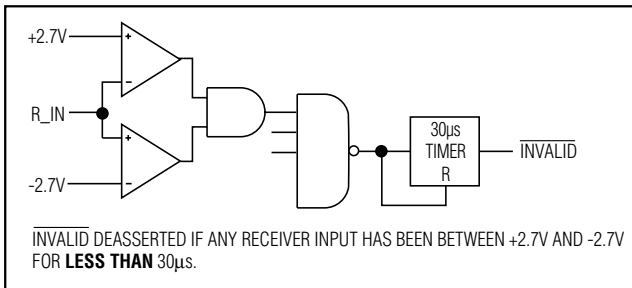 +2.7V
+
-
R_IN
+
-
-2.7V
30µs
TIMER
R
INVALID
INVALID DEASSERTED IF ANY RECEIVER INPUT HAS BEEN BETWEEN +2.7V AND -2.7V
FOR LESS THAN 30µs.